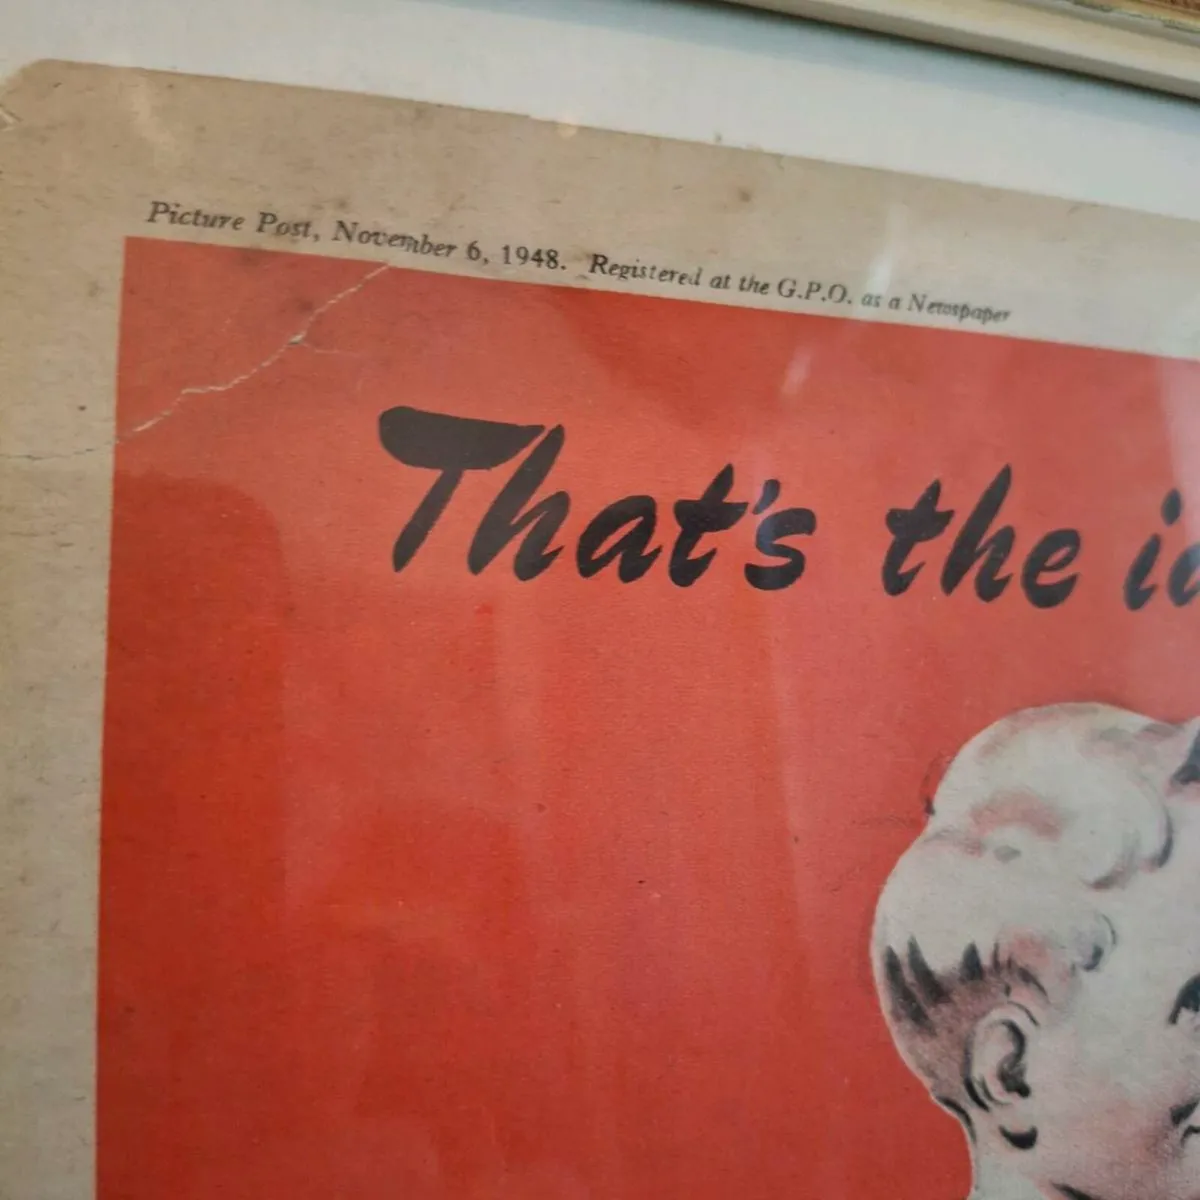 Picture Post, November 6, 1948. Registered at the G.P.O. as a Newspaper
That's the